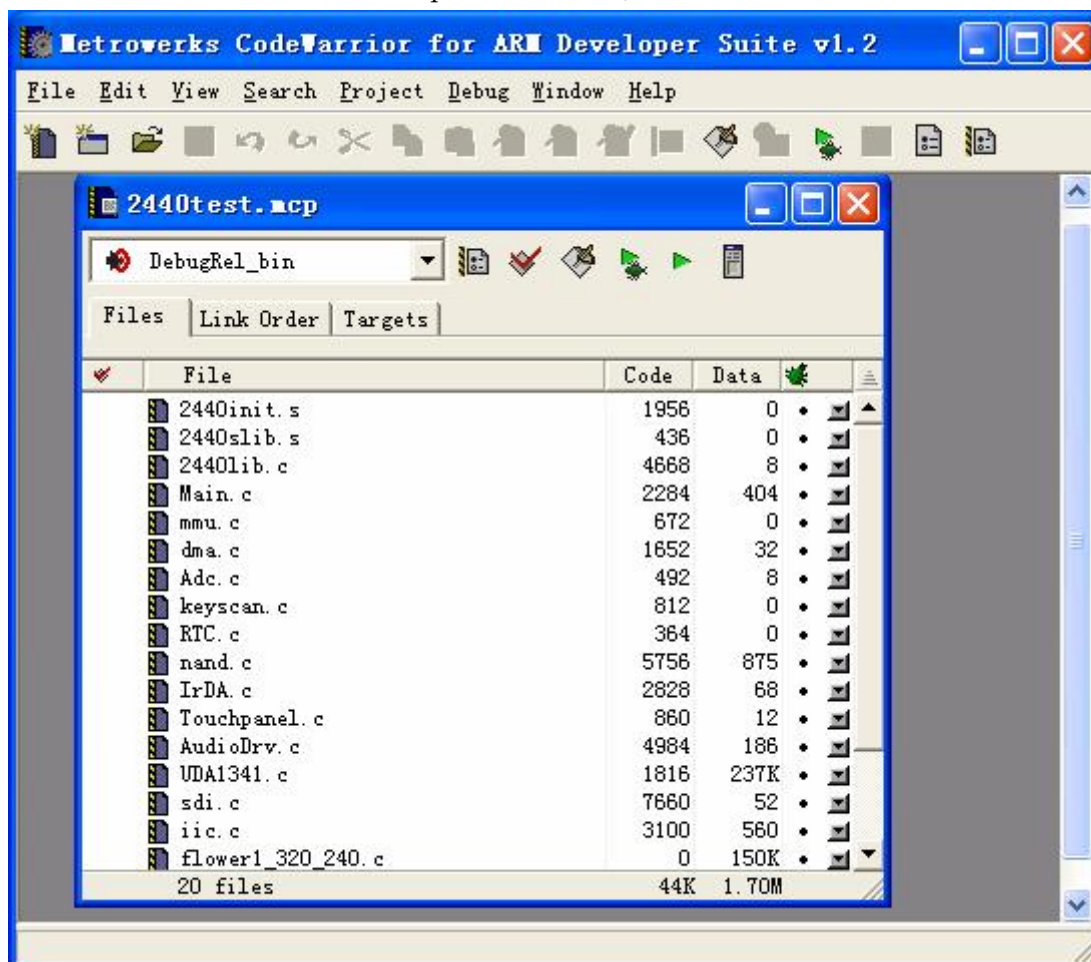 Metrowerks CodeWarrior for ARM Developer Suite v1.2
File Edit View Search Project Debug Window Help
2440test.mcp
DebugRel_bin
Files Link Order Targets
File Code Data
2440init.s 1956 0
2440slib.s 436 0
2440lib.c 4668 8
Main.c 2284 404
mmu.c 672 0
dma.c 1652 32
Adc.c 492 8
keyscan.c 812 0
RTC.c 364 0
nand.c 5756 875
IrDA.c 2828 68
Touchpanel.c 860 12
AudioDrv.c 4984 186
UDA1341.c 1816 237K
sdi.c 7660 52
iic.c 3100 560
flower1_320_240.c 0 150K
20 files 44K 1.70M